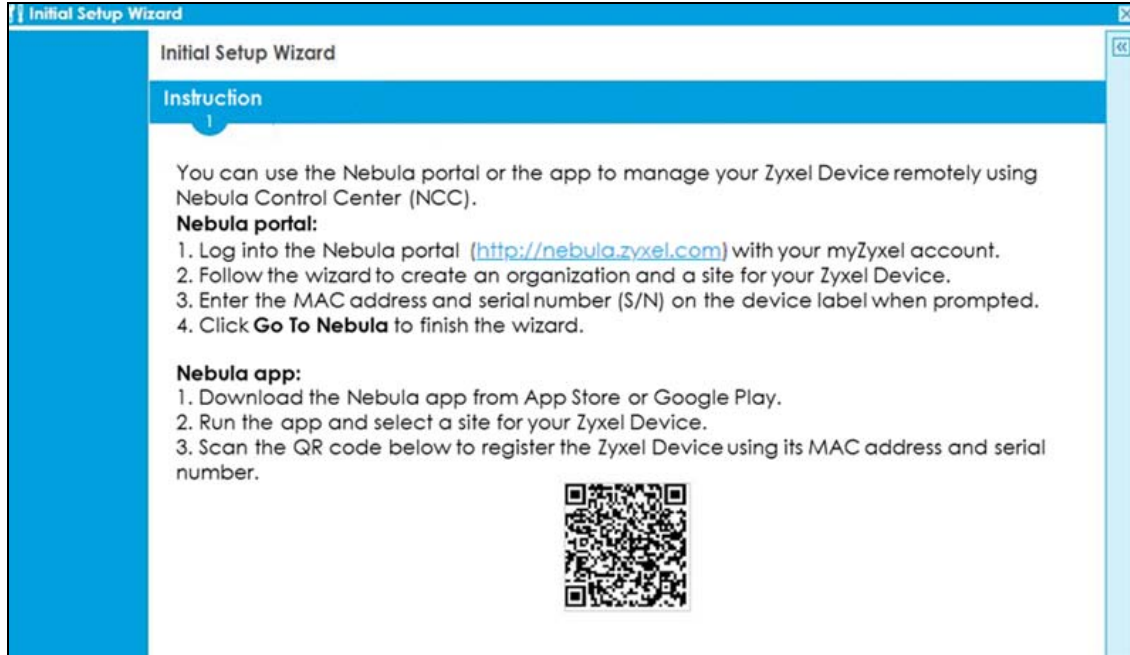 Initial Setup Wizard
Initial Setup Wizard
Instruction
1
You can use the Nebula portal or the app to manage your Zyxel Device remotely using
Nebula Control Center (NCC).
Nebula portal:
1. Log into the Nebula portal (http://nebula.zyxel.com) with your myZyxel account.
2. Follow the wizard to create an organization and a site for your Zyxel Device.
3. Enter the MAC address and serial number (S/N) on the device label when prompted.
4. Click Go To Nebula to finish the wizard.
Nebula app:
1. Download the Nebula app from App Store or Google Play.
2. Run the app and select a site for your Zyxel Device.
3. Scan the QR code below to register the Zyxel Device using its MAC address and serial
number.